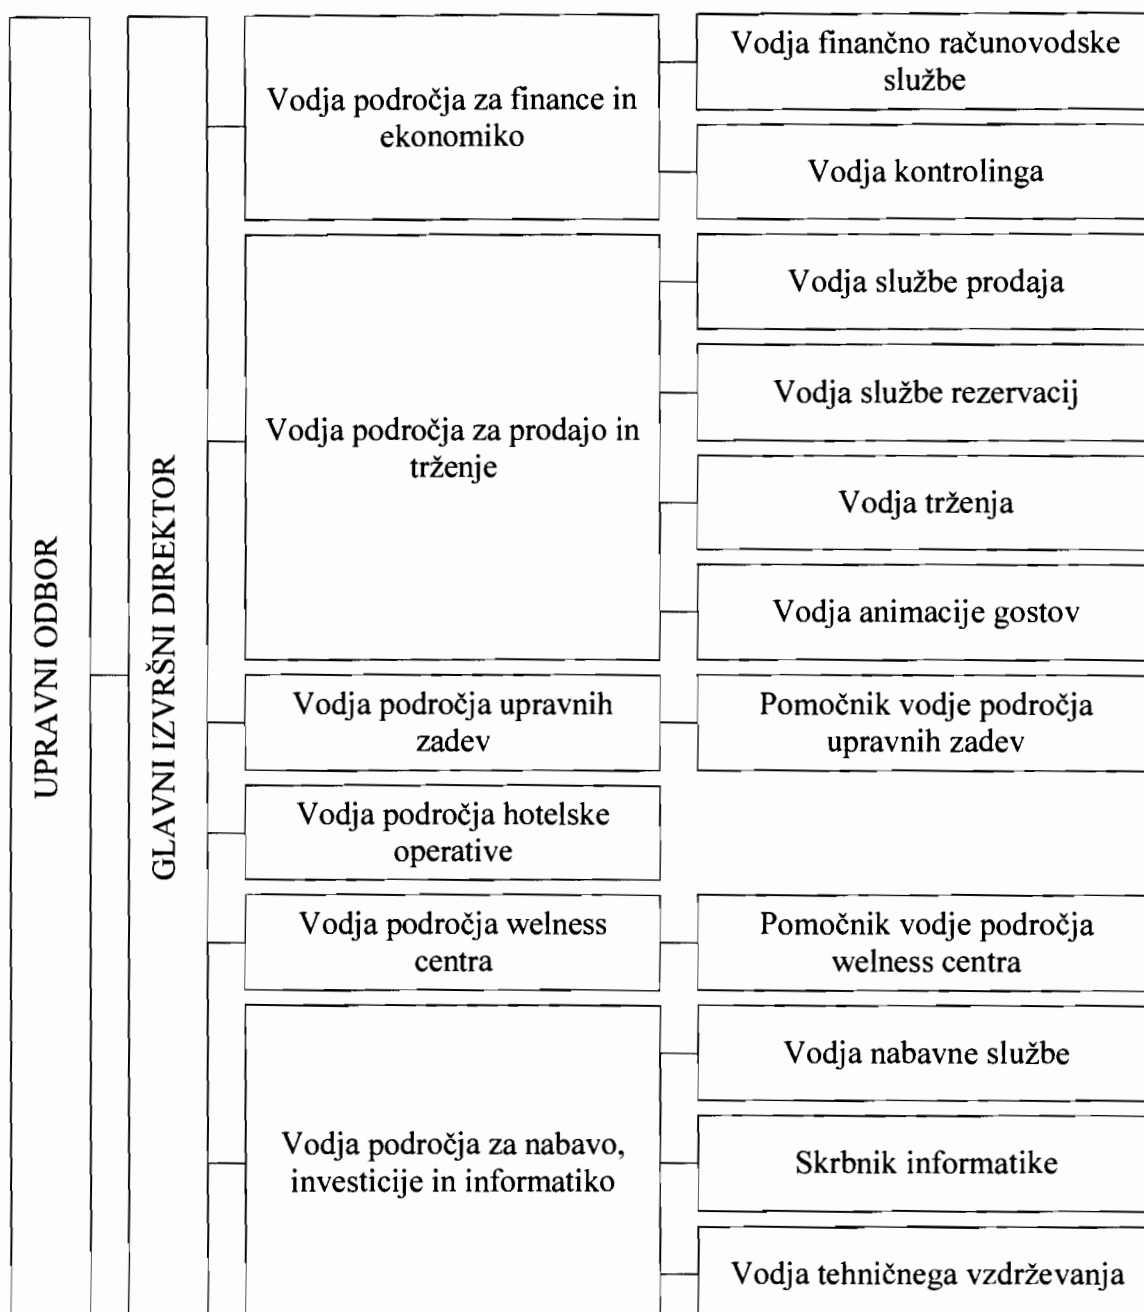 UPRAVNI ODBOR
GLAVNI IZVRŠNI DIREKTOR
Vodja področja za finance in
ekonomiko
Vodja finančno računovodske
službe
Vodja kontrolinga
Vodja področja za prodajo in
trženje
Vodja službe prodaja
Vodja službe rezervacij
Vodja trženja
Vodja animacije gostov
Vodja področja upravnih
zadev
Pomočnik vodje področja
upravnih zadev
Vodja področja hotelske
operative
Vodja področja welness
centra
Pomočnik vodje področja
welness centra
Vodja področja za nabavo,
investicije in informatiko
Vodja nabavne službe
Skrbnik informatike
Vodja tehničnega vzdrževanja